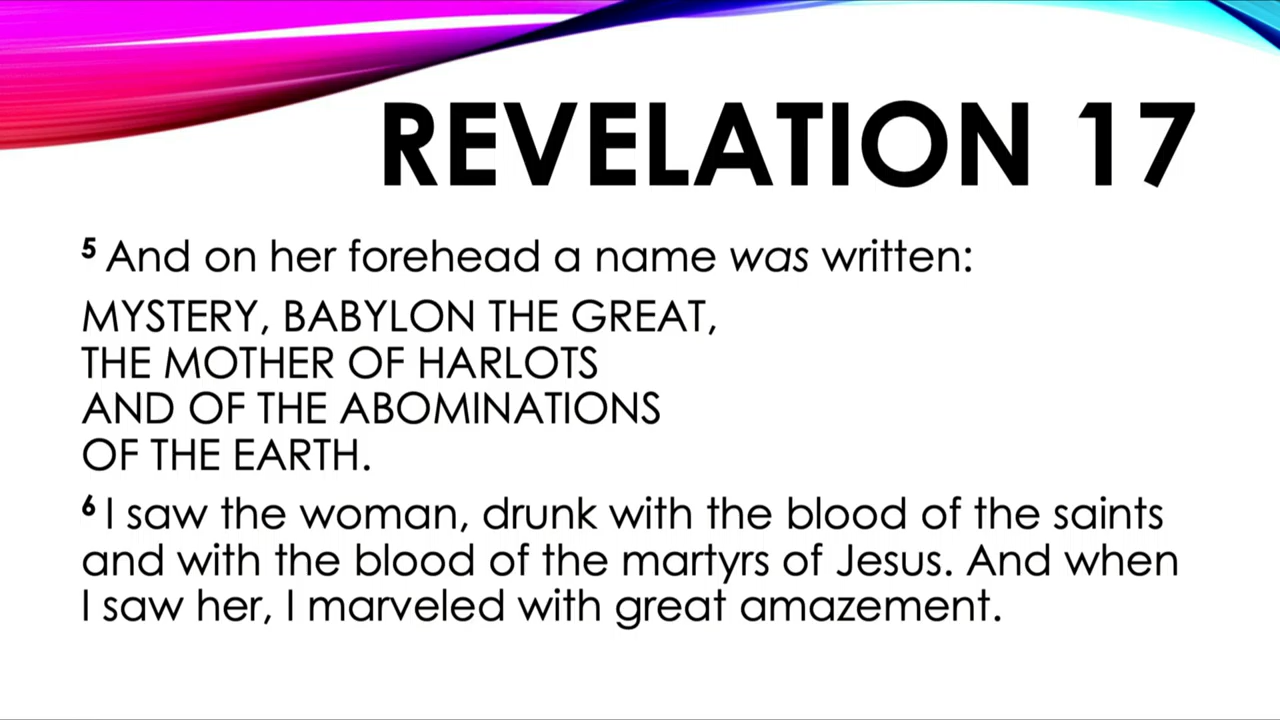 REVELATION 17
5 And on her forehead a name was written:
MYSTERY, BABYLON THE GREAT,
THE MOTHER OF HARLOTS
AND OF THE ABOMINATIONS
OF THE EARTH.
6 I saw the woman, drunk with the blood of the saints
and with the blood of the martyrs of Jesus. And when
I saw her, I marveled with great amazement.